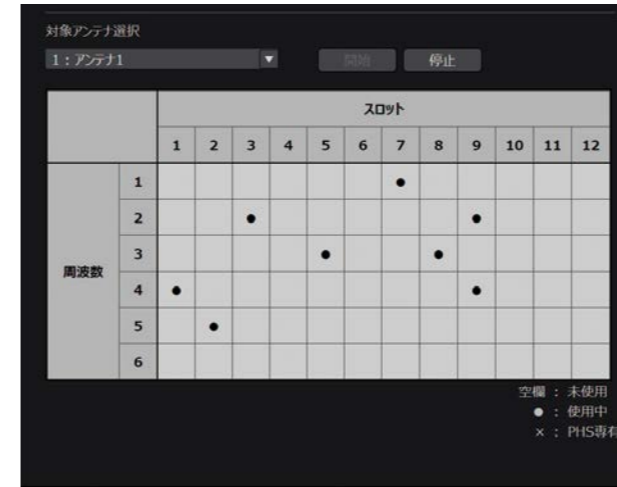 対象アンテナ選択
1：アンテナ1 ▼ 開始 停止
スロット
1 2 3 4 5 6 7 8 9 10 11 12
1 ●
2 ● ●
周波数
3 ● ●
4 ● ●
5 ●
6
空欄 ： 未使用
● ： 使用中
× ： PHS専有